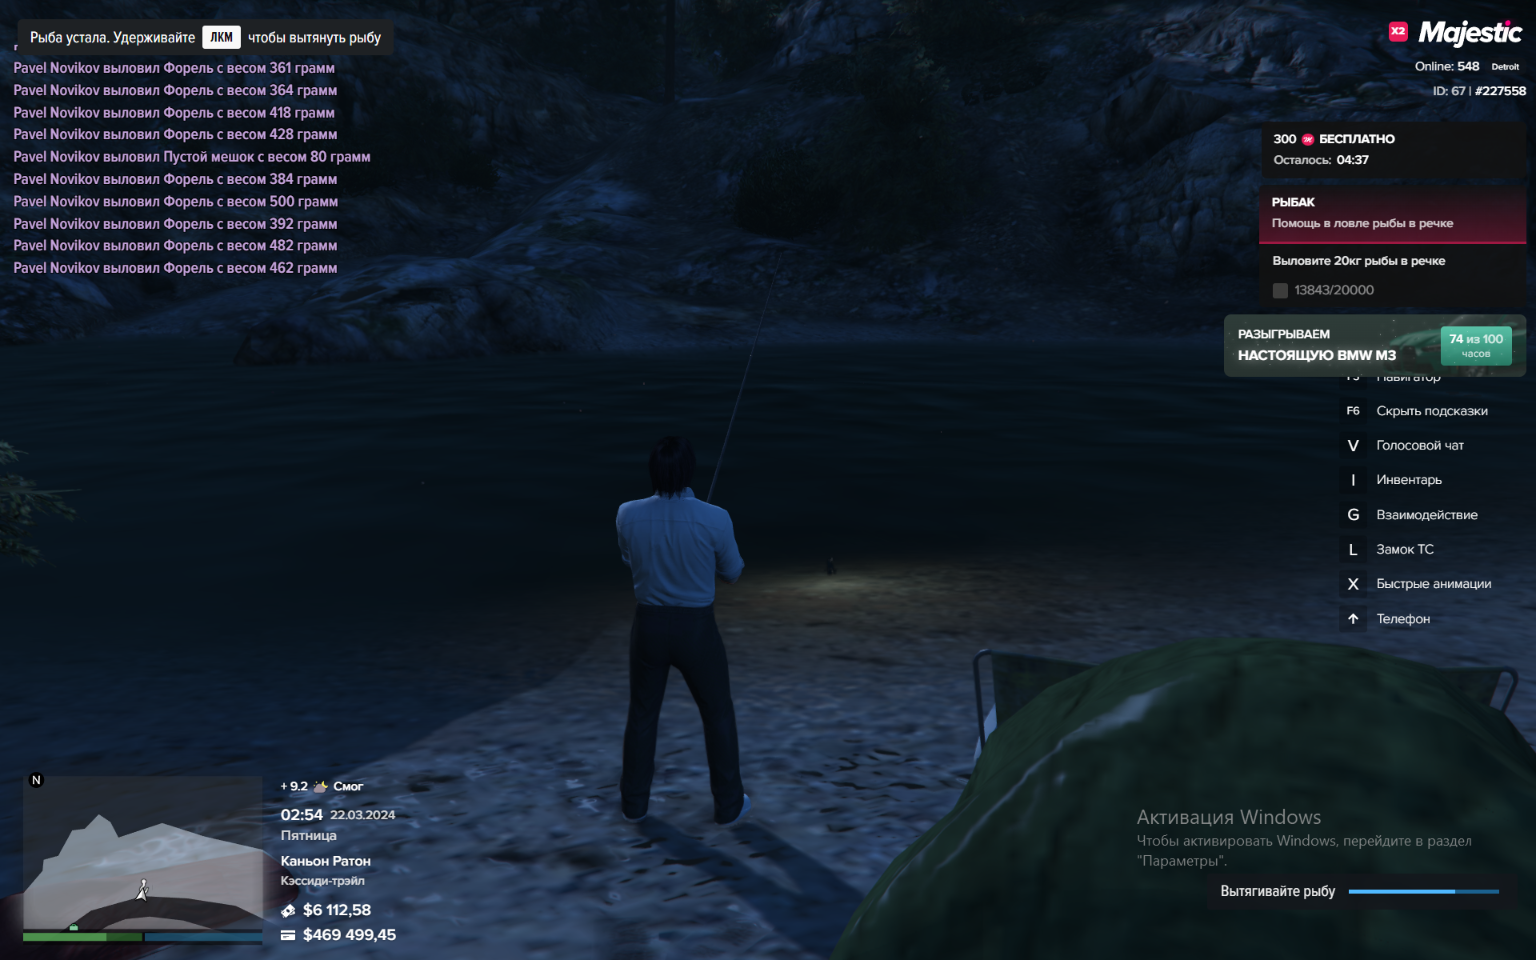 Рыба устала. Удерживайте ЛКМ чтобы вытянуть рыбу
Pavel Novikov выловил Форель с весом 361 грамм
Pavel Novikov выловил Форель с весом 364 грамм
Pavel Novikov выловил Форель с весом 418 грамм
Pavel Novikov выловил Форель с весом 428 грамм
Pavel Novikov выловил Пустой мешок с весом 80 грамм
Pavel Novikov выловил Форель с весом 384 грамм
Pavel Novikov выловил Форель с весом 500 грамм
Pavel Novikov выловил Форель с весом 392 грамм
Pavel Novikov выловил Форель с весом 482 грамм
Pavel Novikov выловил Форель с весом 462 грамм
X2 Majestic
Online: 548 Detroit
ID: 67 | #227558
300 БЕСПЛАТНО
Осталось: 04:37
РЫБАК
Помощь в ловле рыбы в речке
Выловите 20кг рыбы в речке
13843/20000
РАЗЫГРЫВАЕМ
НАСТОЯЩУЮ BMW M3
74 из 100
часов
Навигатор
F6 Скрыть подсказки
V Голосовой чат
I Инвентарь
G Взаимодействие
L Замок ТС
X Быстрые анимации
Телефон
N
+ 9.2 Смог
02:54 22.03.2024
Пятница
Каньон Ратон
Кэссиди-трэйл
$6 112,58
$469 499,45
Активация Windows
Чтобы активировать Windows, перейдите в раздел
"Параметры".
Вытягивайте рыбу